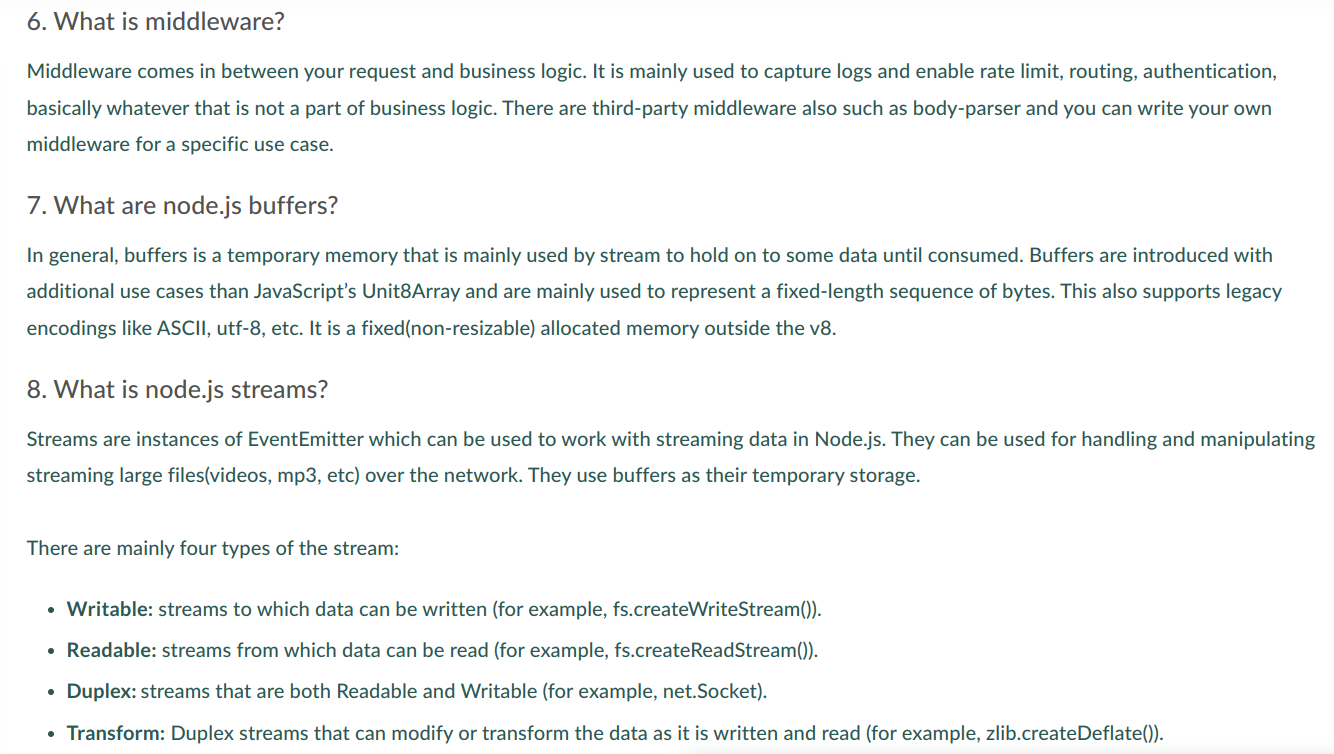 6. What is middleware?
Middleware comes in between your request and business logic. It is mainly used to capture logs and enable rate limit, routing, authentication,
basically whatever that is not a part of business logic. There are third-party middleware also such as body-parser and you can write your own
middleware for a specific use case.
7. What are node.js buffers?
In general, buffers is a temporary memory that is mainly used by stream to hold on to some data until consumed. Buffers are introduced with
additional use cases than JavaScript’s Unit8Array and are mainly used to represent a fixed-length sequence of bytes. This also supports legacy
encodings like ASCII, utf-8, etc. It is a fixed(non-resizable) allocated memory outside the v8.
8. What is node.js streams?
Streams are instances of EventEmitter which can be used to work with streaming data in Node.js. They can be used for handling and manipulating
streaming large files(videos, mp3, etc) over the network. They use buffers as their temporary storage.
There are mainly four types of the stream:
• Writable: streams to which data can be written (for example, fs.createWriteStream()).
• Readable: streams from which data can be read (for example, fs.createReadStream()).
• Duplex: streams that are both Readable and Writable (for example, net.Socket).
• Transform: Duplex streams that can modify or transform the data as it is written and read (for example, zlib.createDeflate()).